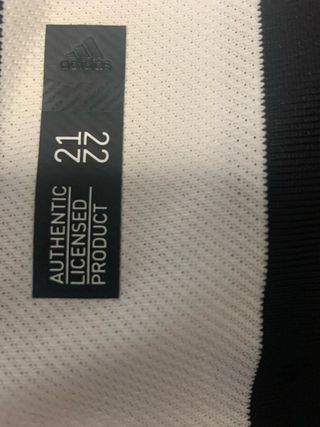 adidas
21
22
AUTHENTIC
LICENSED
PRODUCT